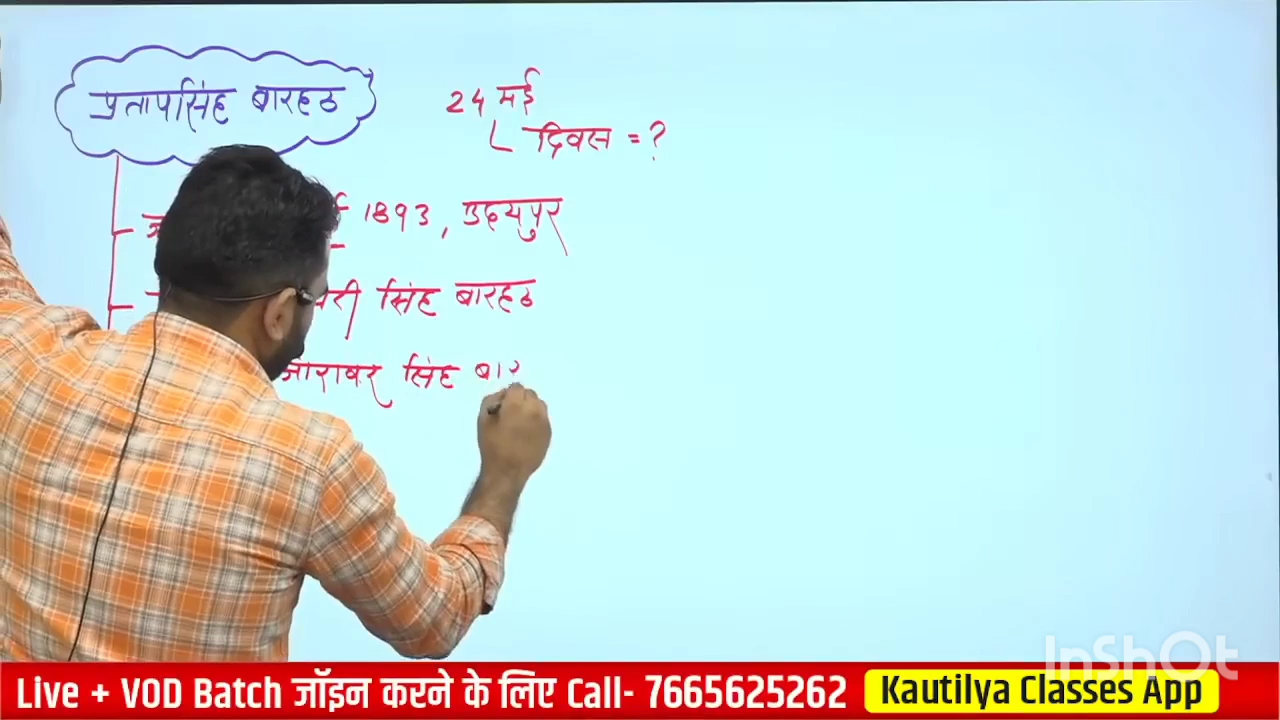 प्रतापसिंह बारहठ
24 मई
दिवस = ?
1893, उदयपुर
सिंह बारहठ
जोरावर सिंह
InShOt
Live + VOD Batch जॉइन करने के लिए Call- 7665625262
Kautilya Classes App